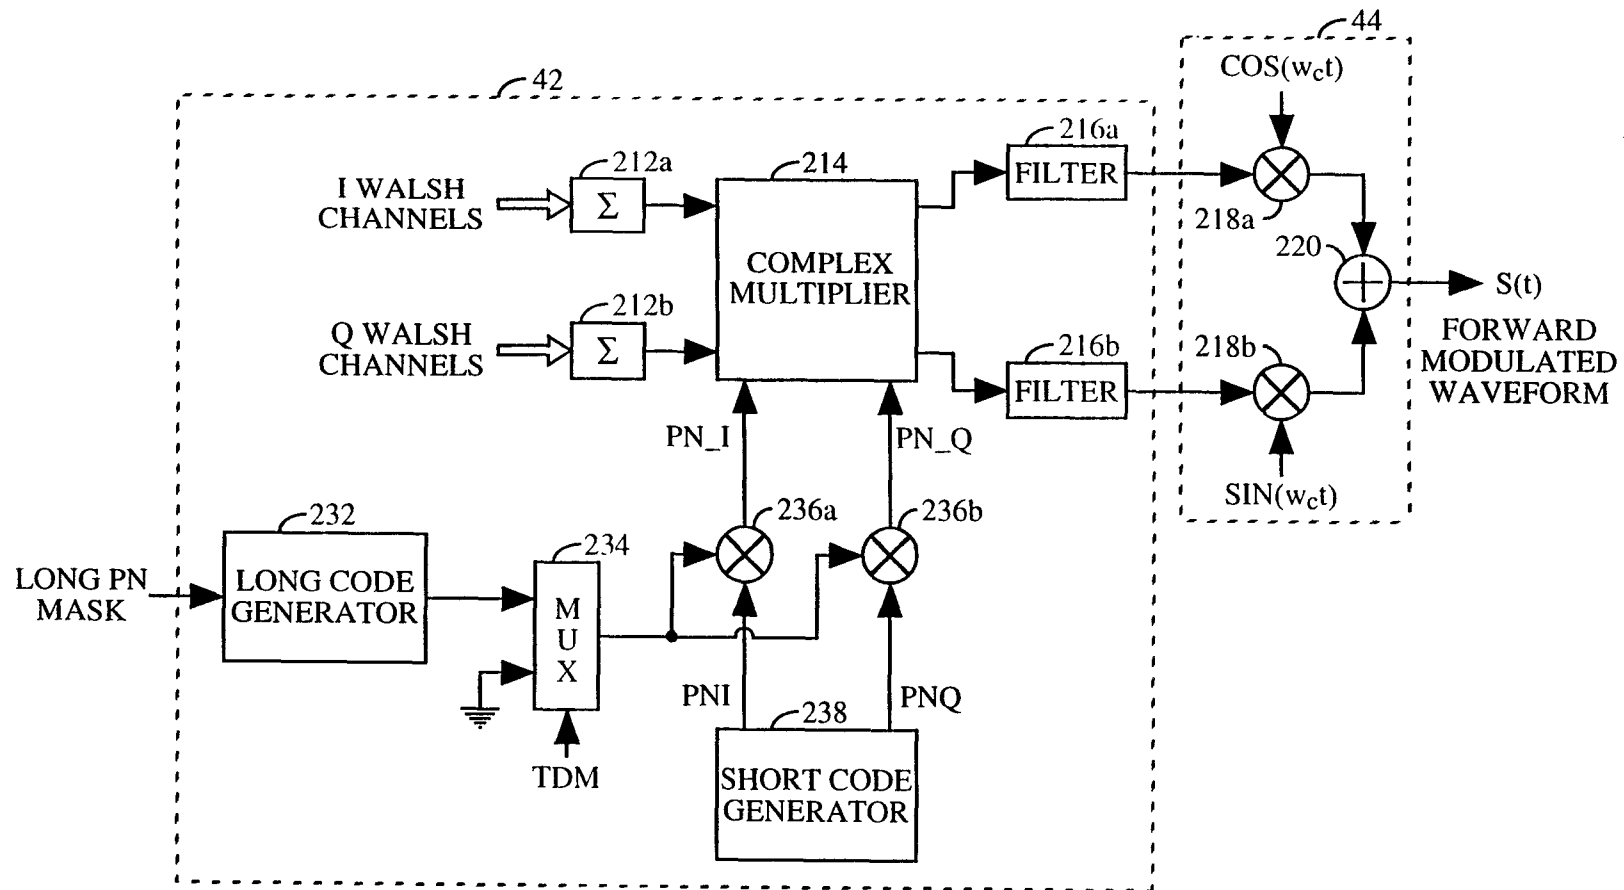 44
COS(wct)
42
216a
FILTER
212a
214
I WALSH
CHANNELS
Σ
218a
COMPLEX
MULTIPLIER
220
S(t)
212b
Q WALSH
CHANNELS
Σ
216b
FILTER
218b
FORWARD
MODULATED
WAVEFORM
PN_I
PN_Q
SIN(wct)
232
236a
236b
234
LONG PN
MASK
LONG CODE
GENERATOR
M
U
X
PNI
PNQ
238
TDM
SHORT CODE
GENERATOR